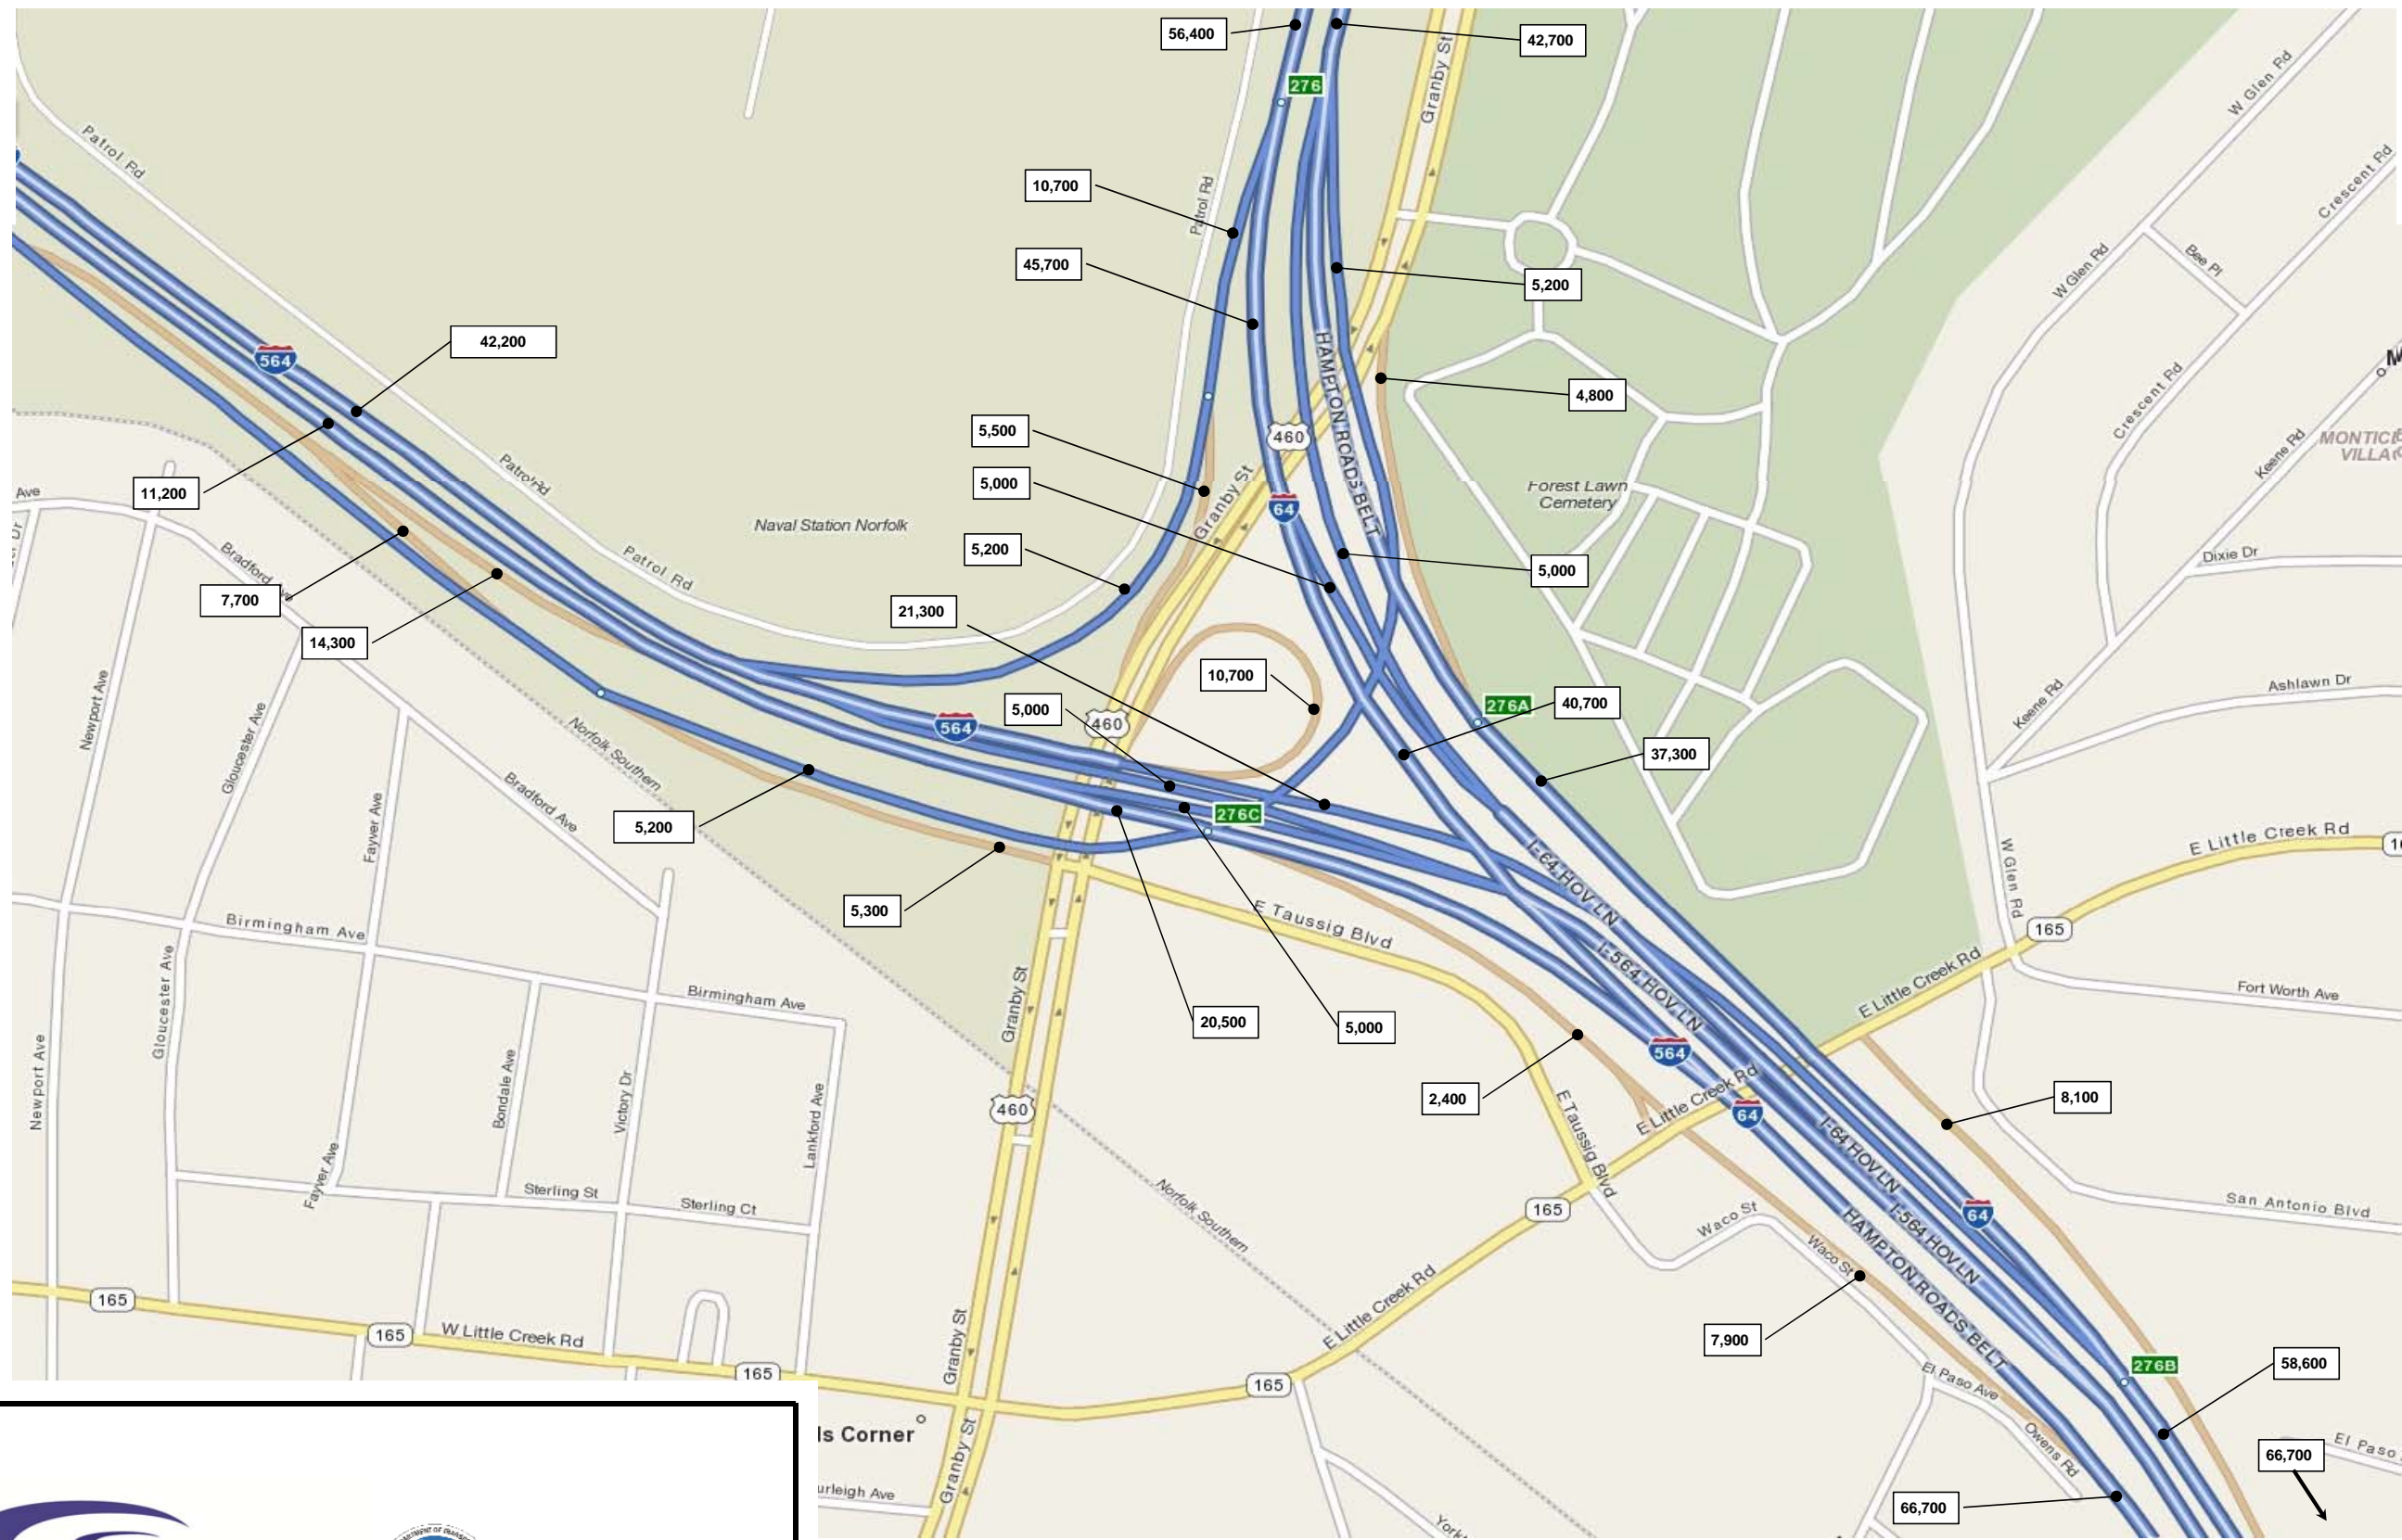 56,400
42,700
276
Granby St
W Glen Rd
Patrol Rd
Crescent Rd
10,700
Patrol Rd
45,700
5,200
W Glen Rd
Bee Pl
42,200
564
HAMPTON ROADS BELT
4,800
Crescent Rd
5,500
460
Keene Rd
11,200
Ave
Patrol Rd
5,000
Granby St
64
Forest Lawn
Cemetery
Naval Station Norfolk
5,200
5,000
Dixie Dr
Bradford Ave
Patrol Rd
7,700
21,300
14,300
10,700
Newport Ave
Gloucester Ave
Norfolk Southern
5,000
460
564
276A
40,700
Keene Rd
Ashlawn Dr
37,300
Bradford Ave
5,200
276C
Fayver Ave
E Little Creek Rd
I-64 HOV LN
W Glen Rd
5,300
E Taussig Blvd
165
I-564 HOV LN
Birmingham Ave
Gloucester Ave
Birmingham Ave
Granby St
20,500
5,000
E Little Creek Rd
Fort Worth Ave
564
Newport Ave
Bondale Ave
Victory Dr
Lankford Ave
460
2,400
E Taussig Blvd
E Little Creek Rd
64
8,100
I-64 HOV LN
Fayver Ave
Sterling St
Sterling Ct
Norfolk Southern
165
Waco St
Waco St
64
San Antonio Blvd
I-564 HOV LN
HAMPTON ROADS BELT
165
165
W Little Creek Rd
165
Granby St
E Little Creek Rd
165
7,900
276B
58,600
El Paso Ave
ls Corner
Granby St
Owens Rd
66,700
El Paso
urleigh Ave
66,700